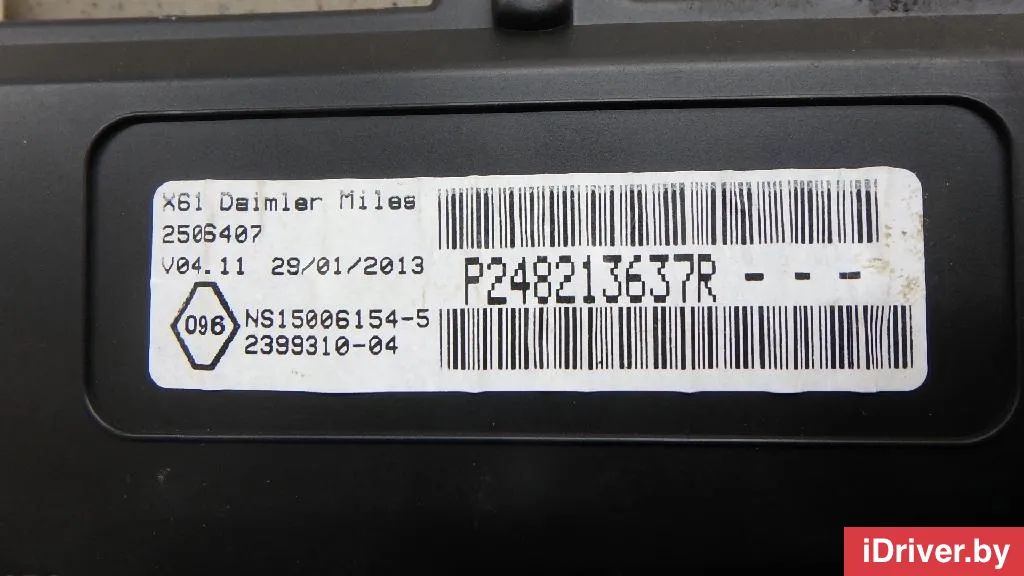 X61 Daimler Miles
2506407
V04.11 29/01/2013
096
NS15006154-5
2399310-04
P248213637R - - -
iDriver.by